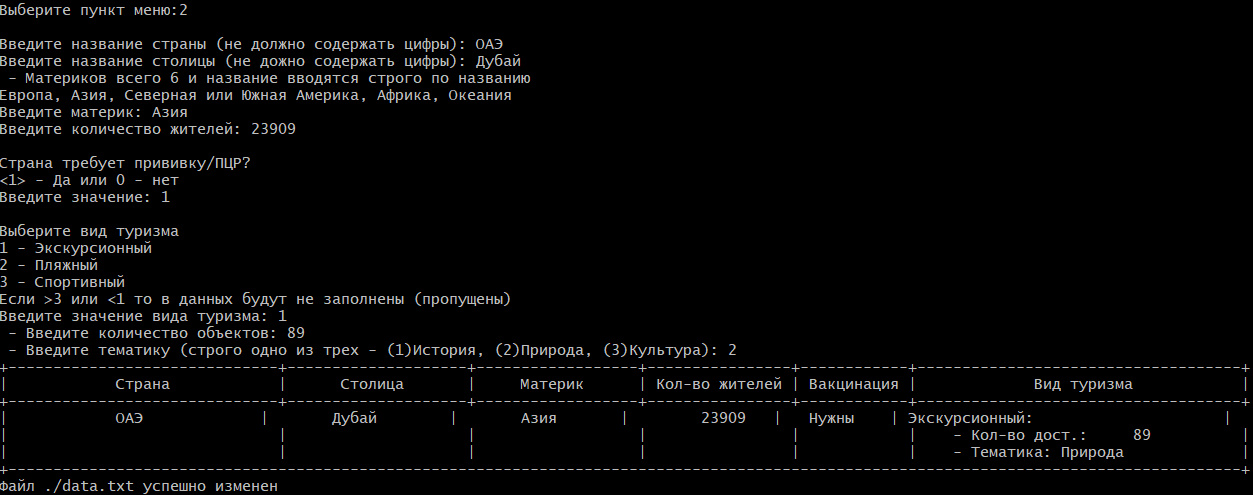 Выберите пункт меню:2
Введите название страны (не должно содержать цифры): ОАЭ
Введите название столицы (не дожно содержать цифры): Дубай
- Материков всего 6 и название вводятся строго по названию
Европа, Азия, Северная или Южная Америка, Африка, Океания
Введите материк: Азия
Введите количество жителей: 23909
Страна требует прививку/ПЦР?
<1> - Да или 0 - нет
Введите значение: 1
Выберите вид туризма
1 - Экскурсионный
2 - Пляжный
3 - Спортивный
Если >3 или <1 то в данных будут не заполнены (пропущены)
Введите значение вида туризма: 1
- Введите количество объектов: 89
- Введите тематику (строго одно из трех - (1)История, (2)Природа, (3)Культура): 2
| Страна | Столица | Материк | Кол-во жителей | Вакцинация | Вид туризма |
| ОАЭ | Дубай | Азия | 23909 | Нужны | Экскурсионный: |
| | | | | | - Кол-во дост.: 89 |
| | | | | | - Тематика: Природа |
Файл ./data.txt успешно изменен